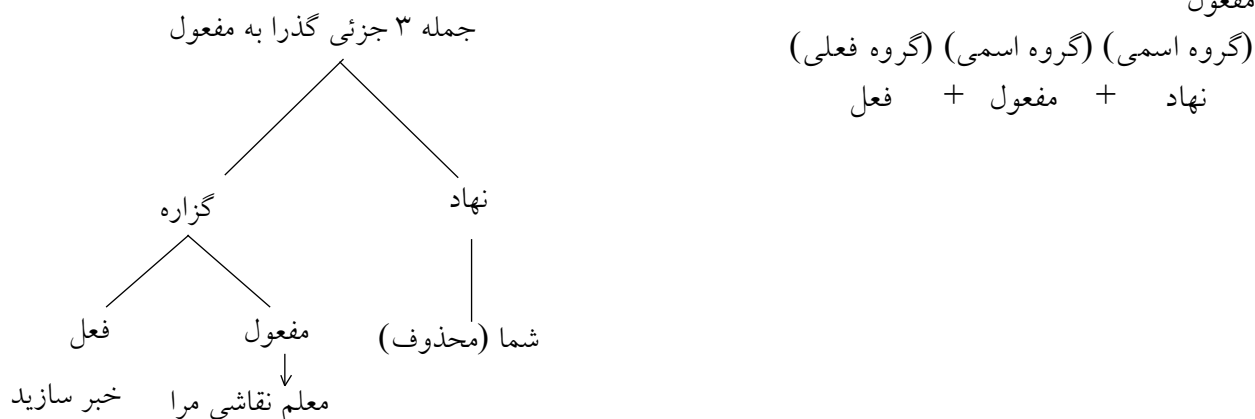 مفعول
(گروه اسمی) (گروه اسمی) (گروه فعلی)
نهاد + مفعول + فعل
جمله ۳ جزئی گذرا به مفعول
نهاد
گزاره
شما (محذوف)
مفعول
فعل
معلم نقاشی مرا
خبر سازید